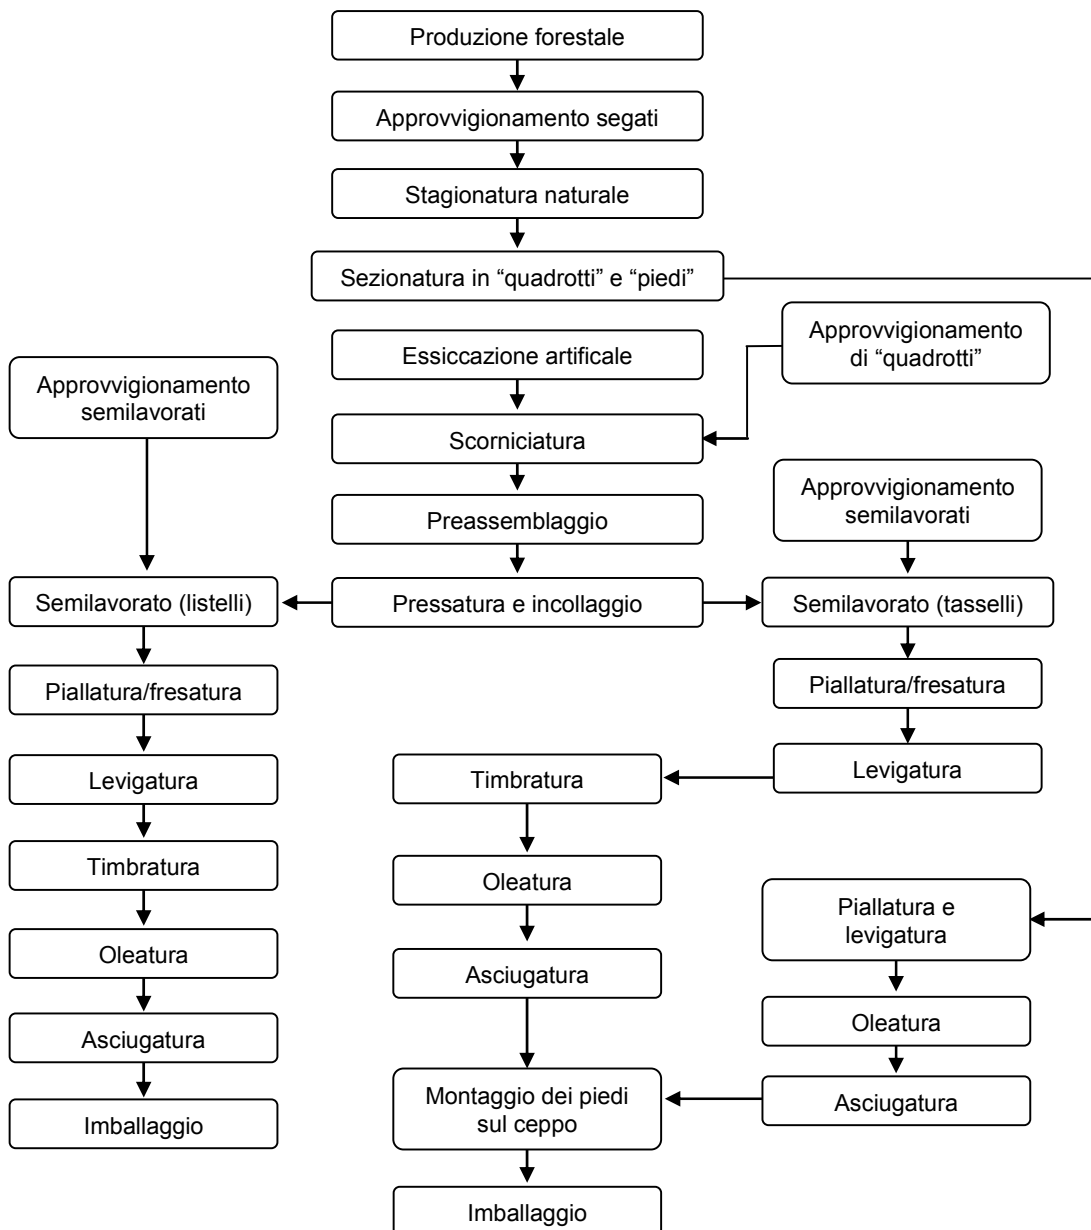 Produzione forestale
Approvvigionamento segati
Stagionatura naturale
Sezionatura in “quadrotti” e “piedi”
Approvvigionamento
di “quadrotti”
Essiccazione artificale
Approvvigionamento
semilavorati
Scorniciatura
Approvvigionamento
semilavorati
Preassemblaggio
Semilavorato (listelli)
Pressatura e incollaggio
Semilavorato (tasselli)
Piallatura/fresatura
Piallatura/fresatura
Levigatura
Timbratura
Levigatura
Timbratura
Oleatura
Piallatura e
levigatura
Oleatura
Asciugatura
Oleatura
Asciugatura
Montaggio dei piedi
sul ceppo
Asciugatura
Imballaggio
Imballaggio